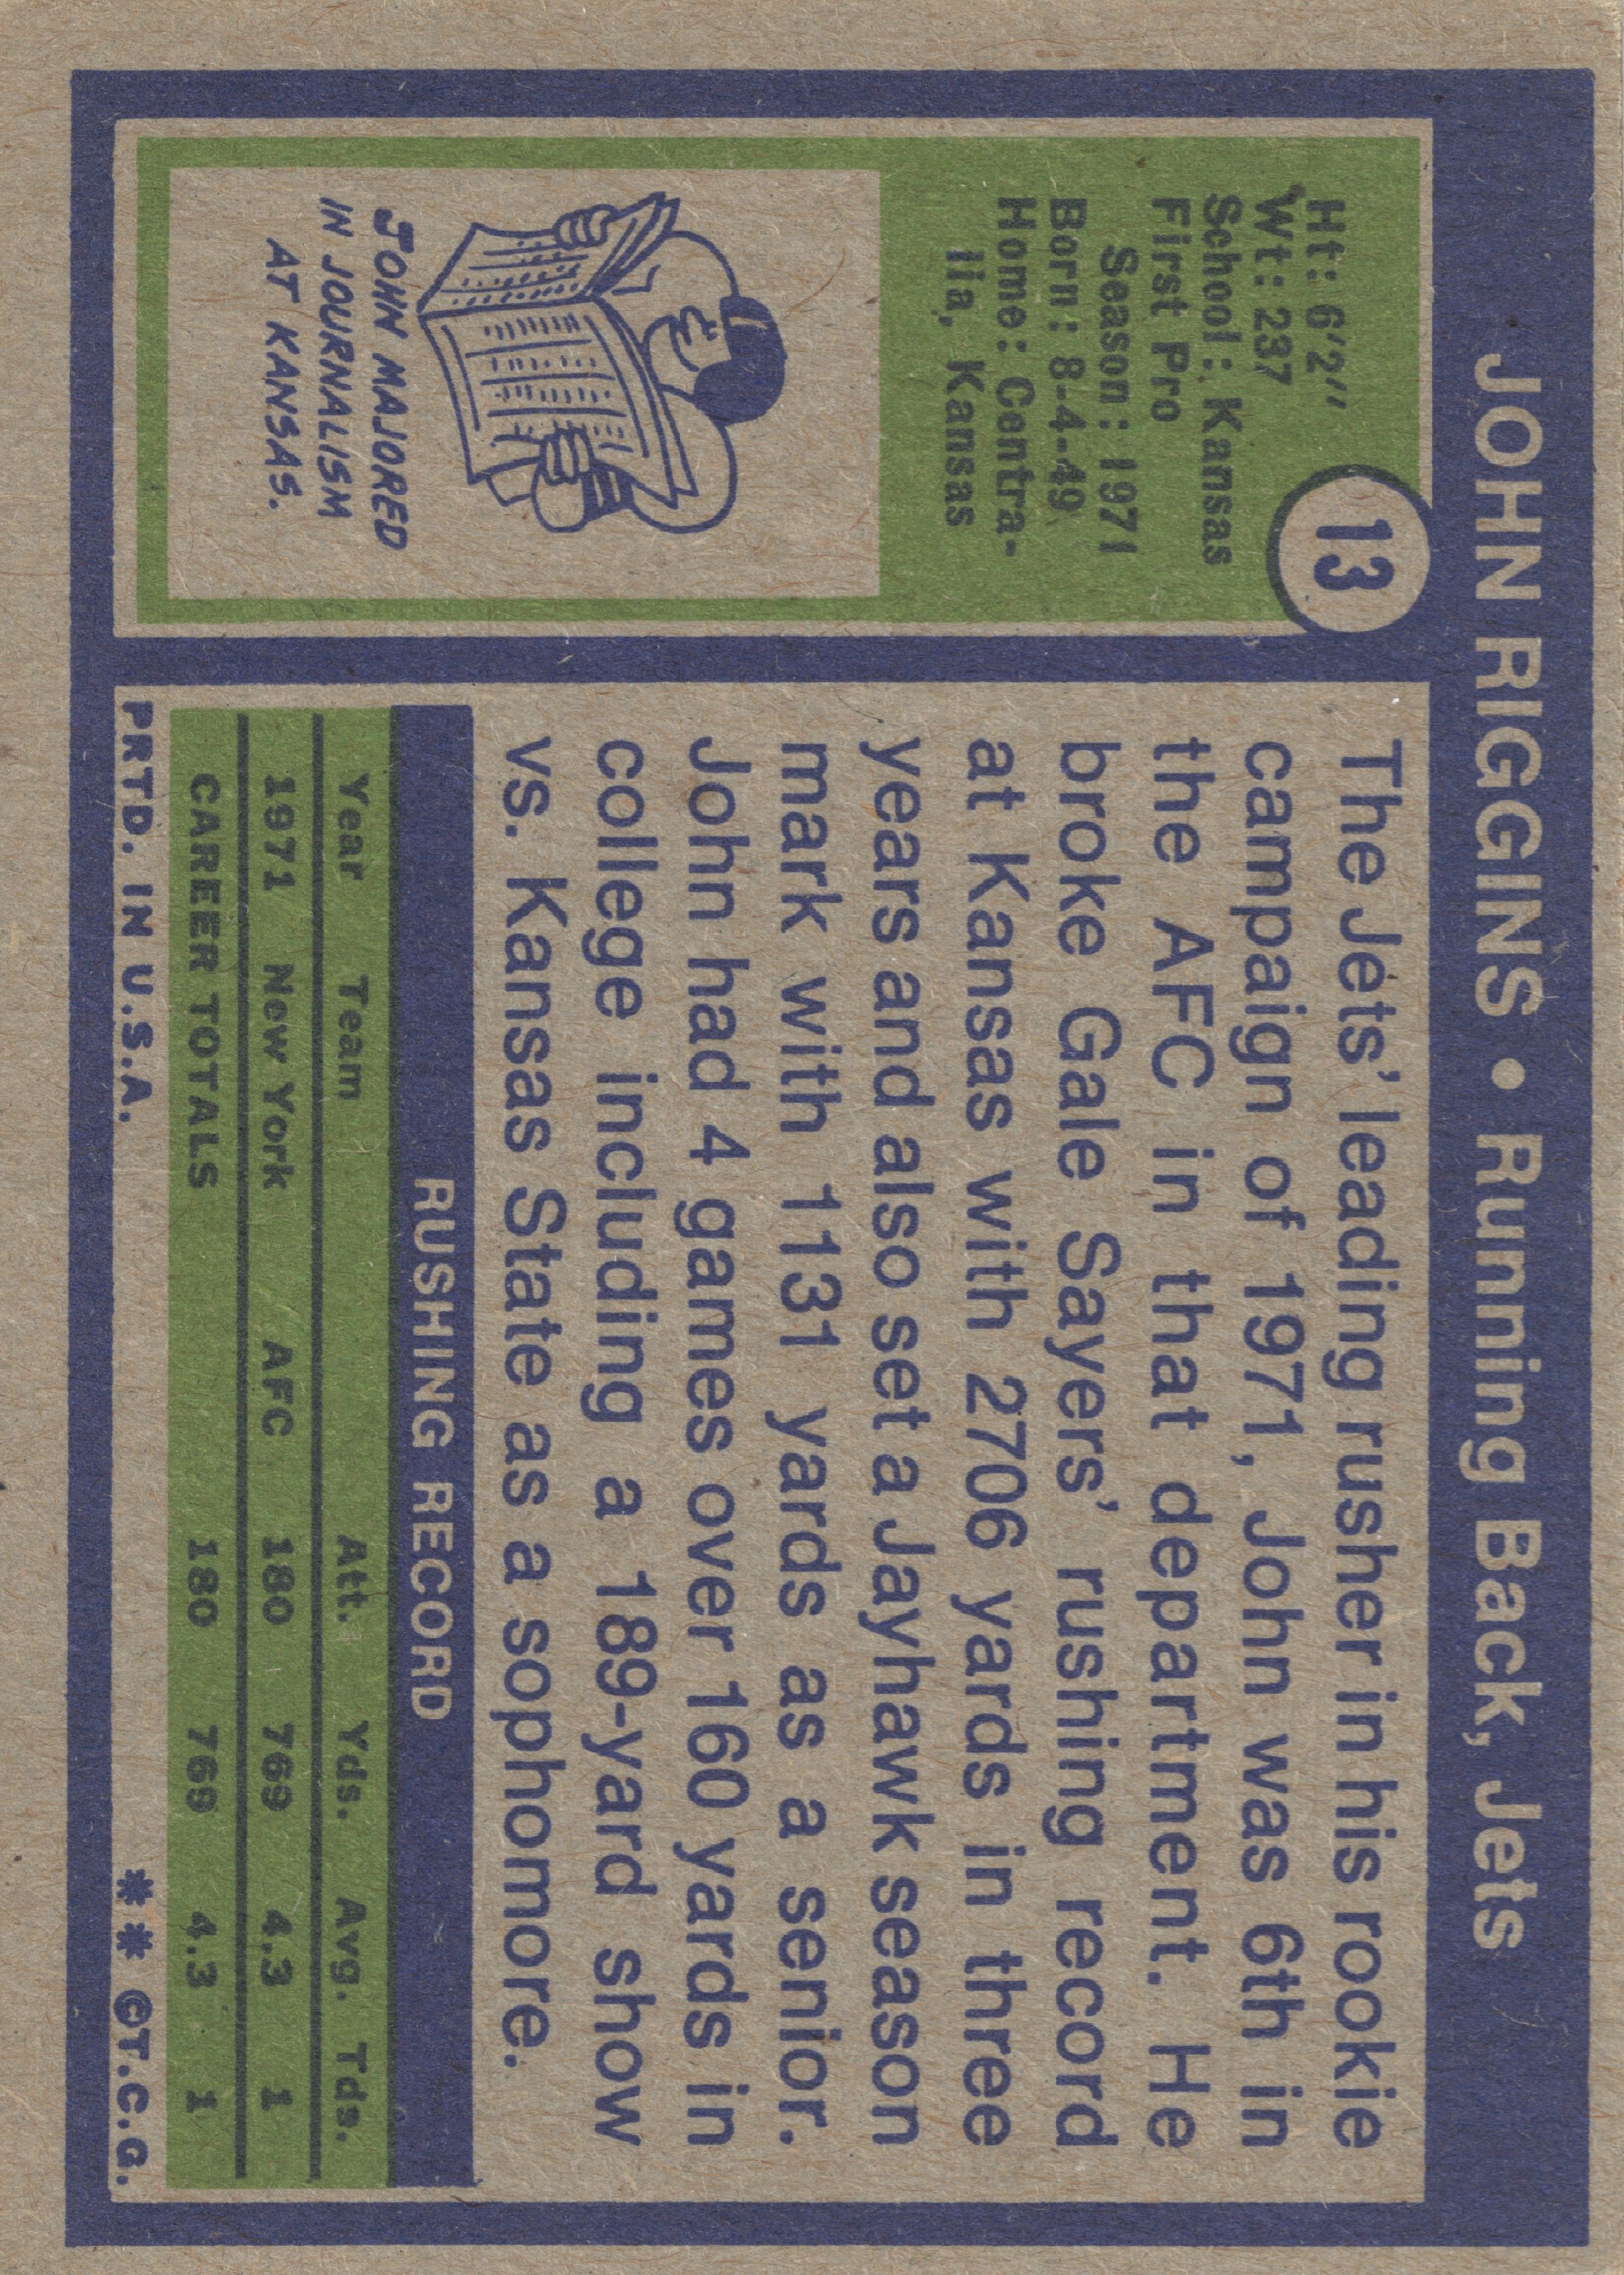 JOHN RIGGINS • Running Back, Jets
13
Ht: 6'2"
Wt: 237
School: Kansas
First Pro
Season: 1971
Born: 8-4-49
Home: Centra-
lia, Kansas
JOHN MAJORED
IN JOURNALISM
AT KANSAS.
The Jets' leading rusher in his rookie
campaign of 1971, John was 6th in
the AFC in that department. He
broke Gale Sayers' rushing record
at Kansas with 2706 yards in three
years and also set a Jayhawk season
mark with 1131 yards as a senior.
John had 4 games over 160 yards in
college including a 189-yard show
vs. Kansas State as a sophomore.
RUSHING RECORD
Year Team Att. Yds. Avg. Tds.
1971 New York AFC 180 769 4.3 1
CAREER TOTALS 180 769 4.3 1
PRTD. IN U.S.A. ** ©T.C.G.